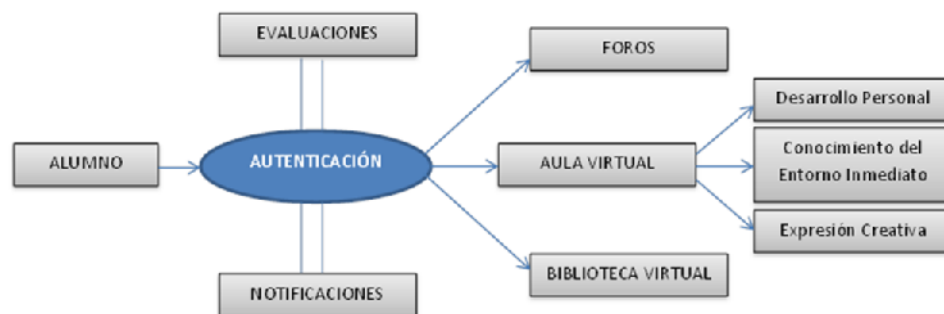 EVALUACIONES
FOROS
Desarrollo Personal
ALUMNO
AUTENTICACIÓN
AULA VIRTUAL
Conocimiento del
Entorno Inmediato
Expresión Creativa
BIBLIOTECA VIRTUAL
NOTIFICACIONES